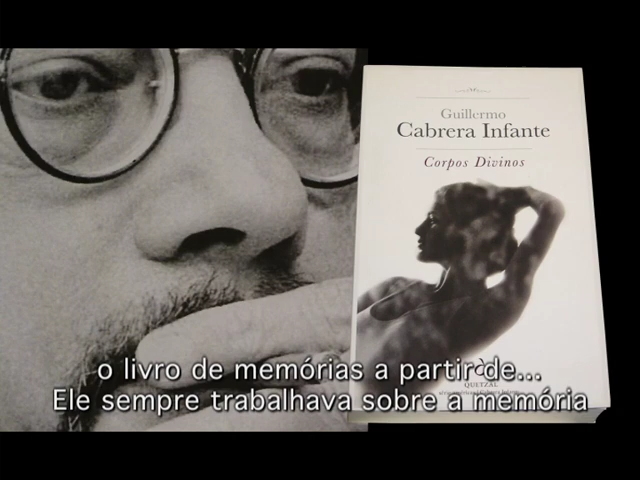 Guillermo
Cabrera Infante
Corpos Divinos
o livro de memórias a partir de...
QUETZAL
Ele sempre trabalhava sobre a memória